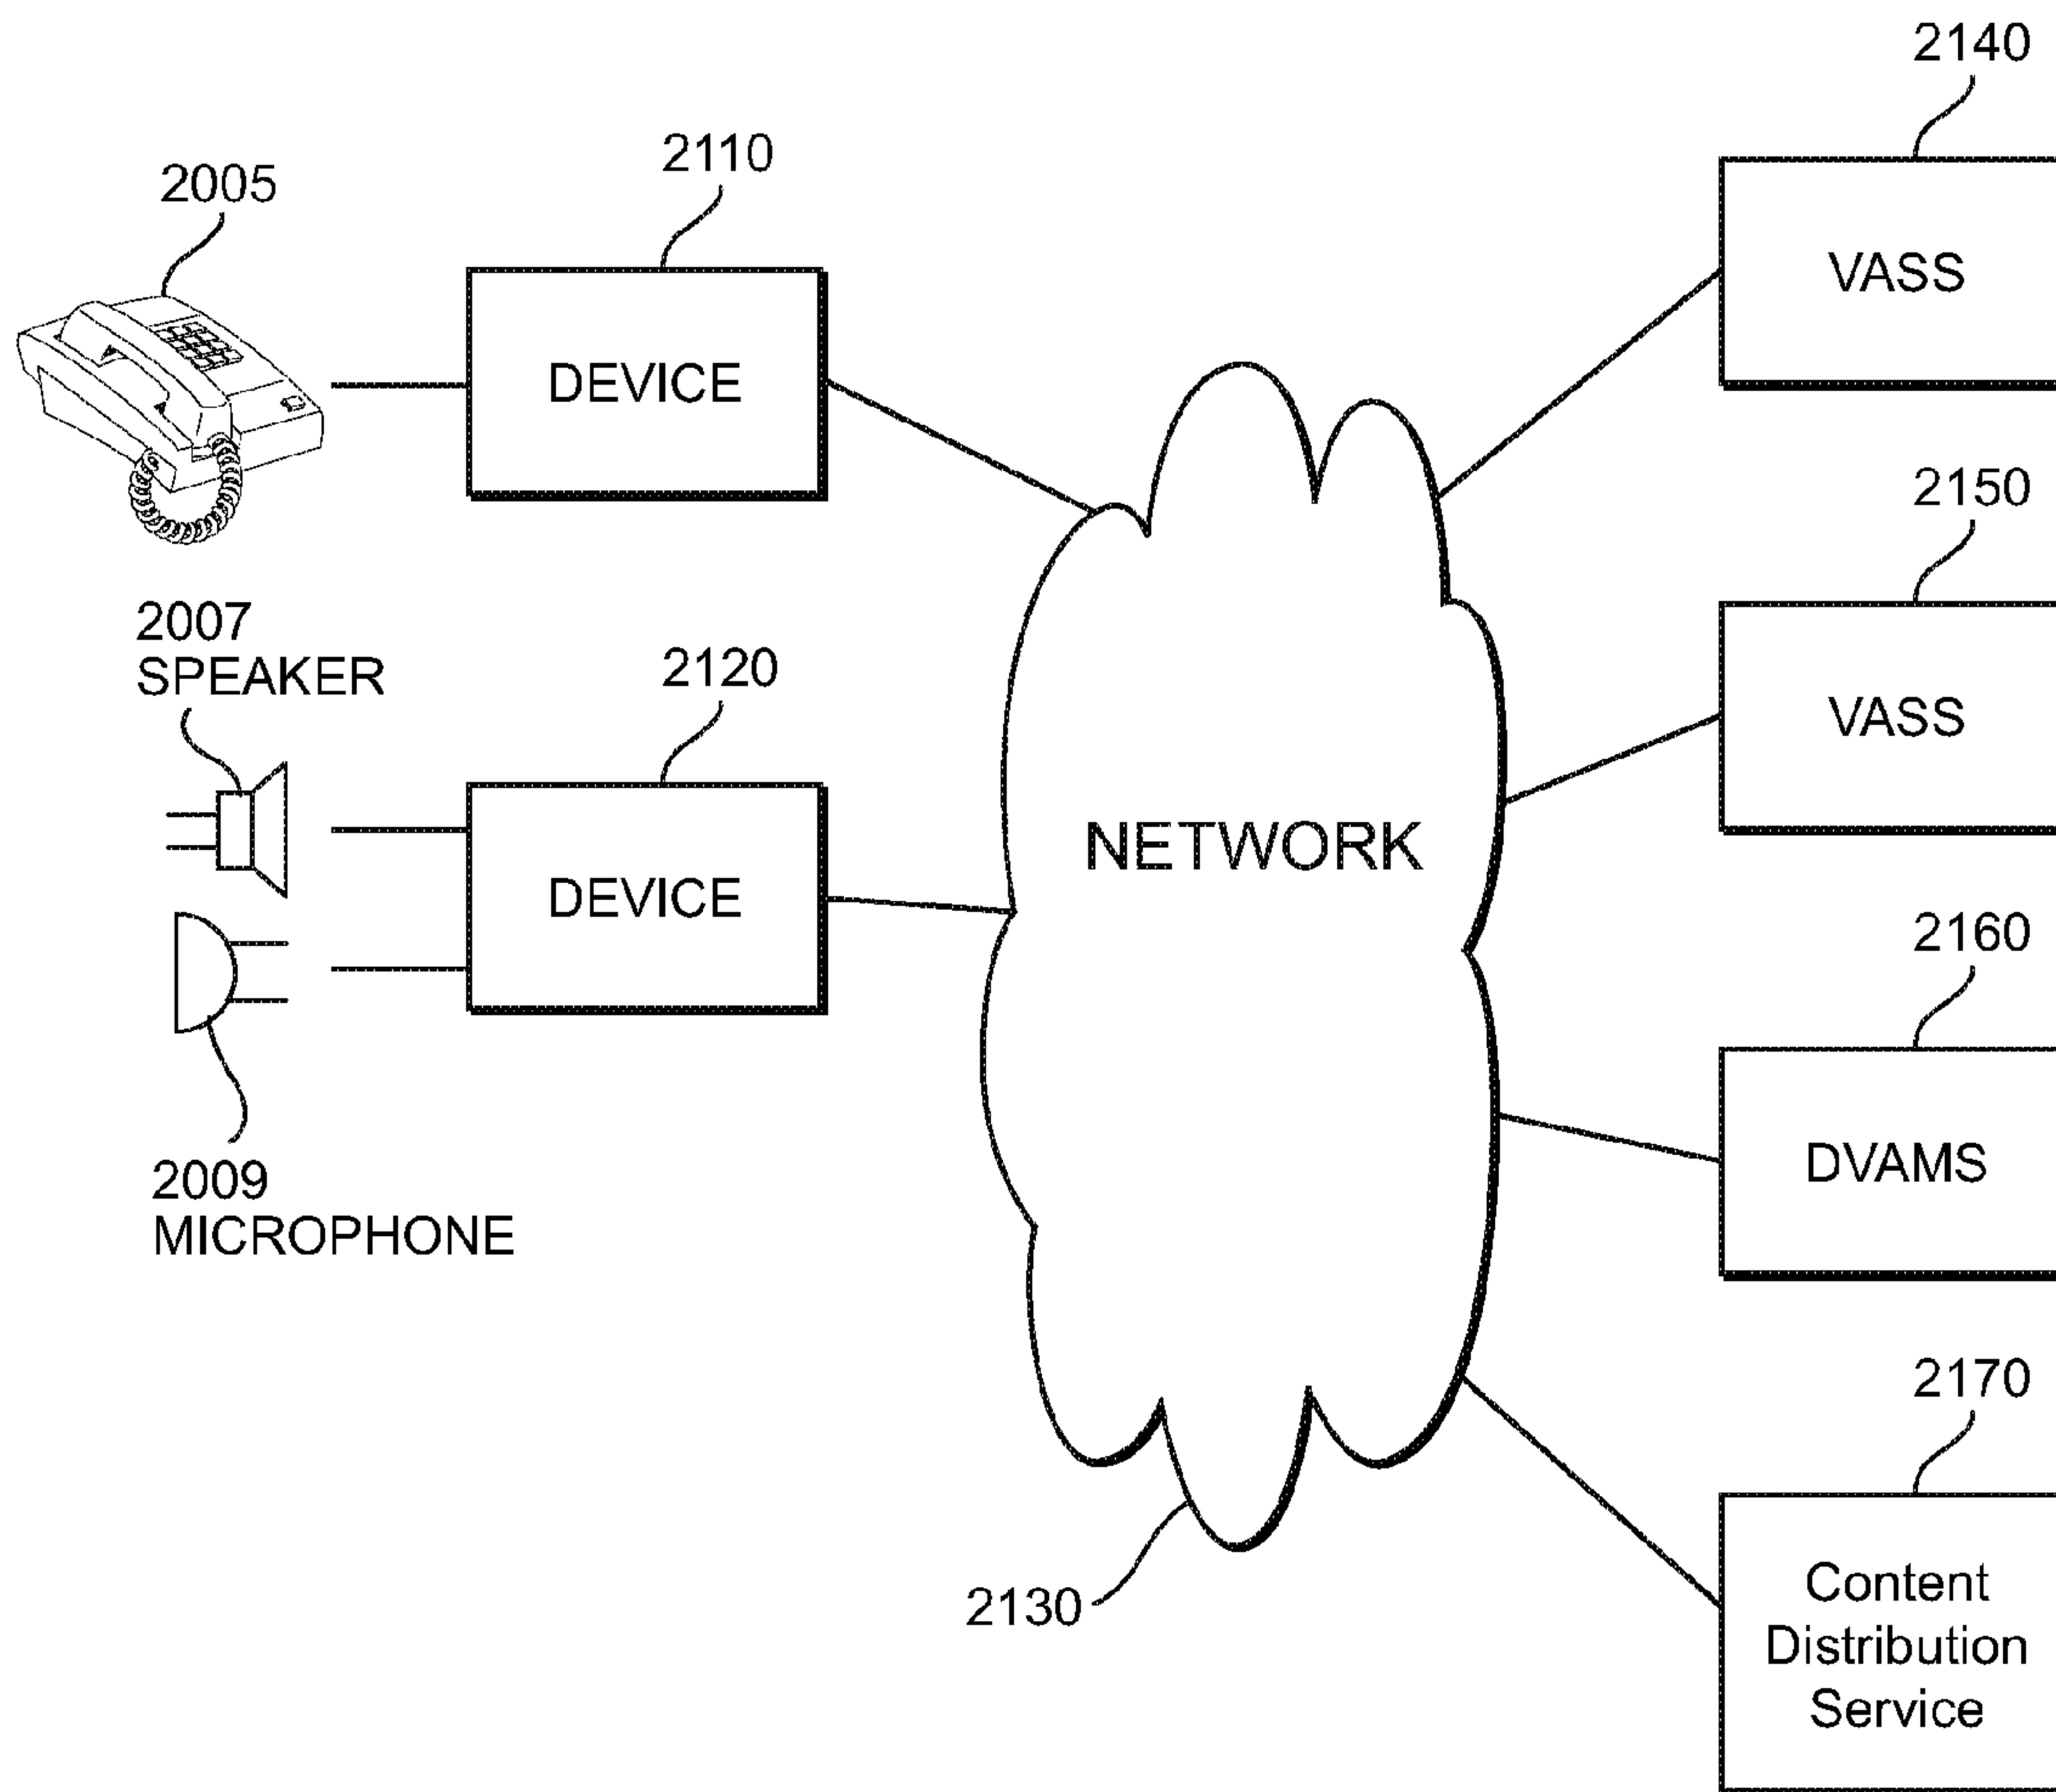 2140
2110
2005
VASS
DEVICE
2150
2007
SPEAKER
2120
VASS
NETWORK
DEVICE
2160
DVAMS
2009
MICROPHONE
2170
2130
Content
Distribution
Service